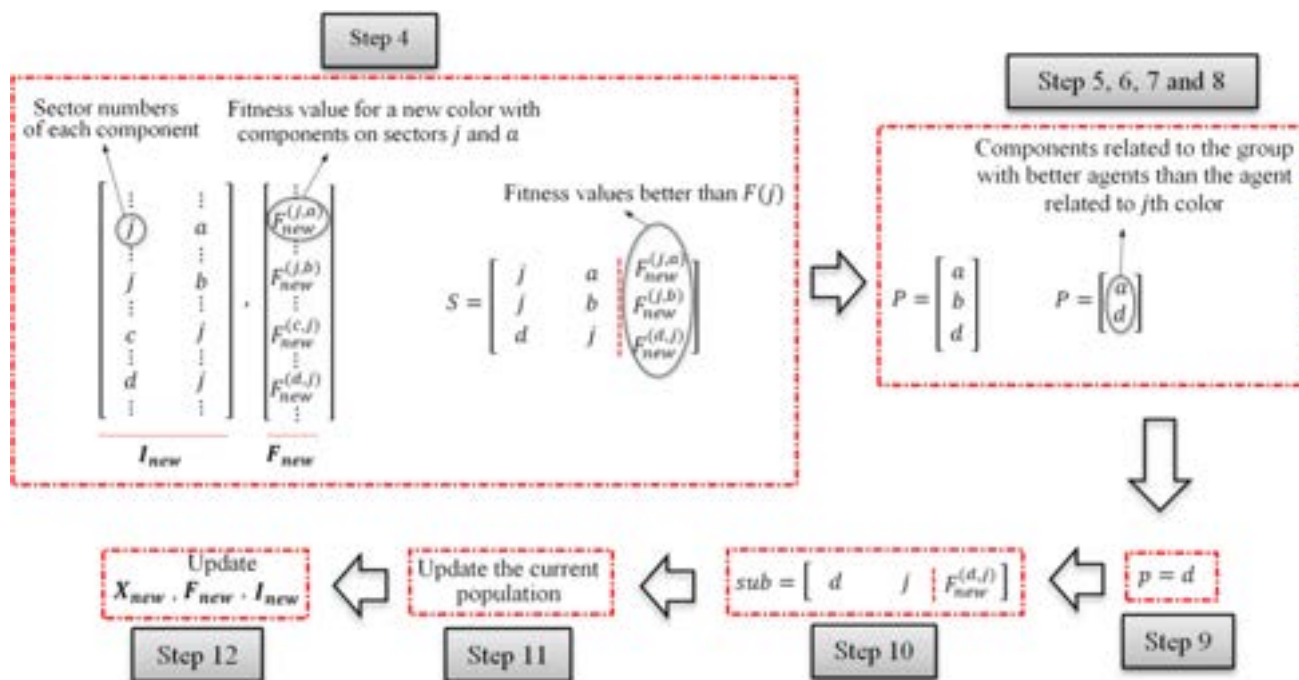 Step 4
Sector numbers
of each component
Fitness value for a new color with
components on sectors j and a
⋮ ⋮
j a
⋮ ⋮
j b
⋮ ⋮
c j
⋮ ⋮
d j
⋮ ⋮
I_new
,
⋮
F_new^(j,a)
⋮
F_new^(j,b)
⋮
F_new^(c,j)
⋮
F_new^(d,j)
⋮
F_new
Fitness values better than F(j)
S = [ j a F_new^(j,a)
j b F_new^(j,b)
d j F_new^(d,j) ]
Step 5, 6, 7 and 8
Components related to the group
with better agents than the agent
related to jth color
P = [ a
b
d ]
P = [ a
d ]
p = d
Step 9
sub = [ d j F_new^(d,j) ]
Step 10
Update the current
population
Step 11
Update
X_new , F_new , I_new
Step 12